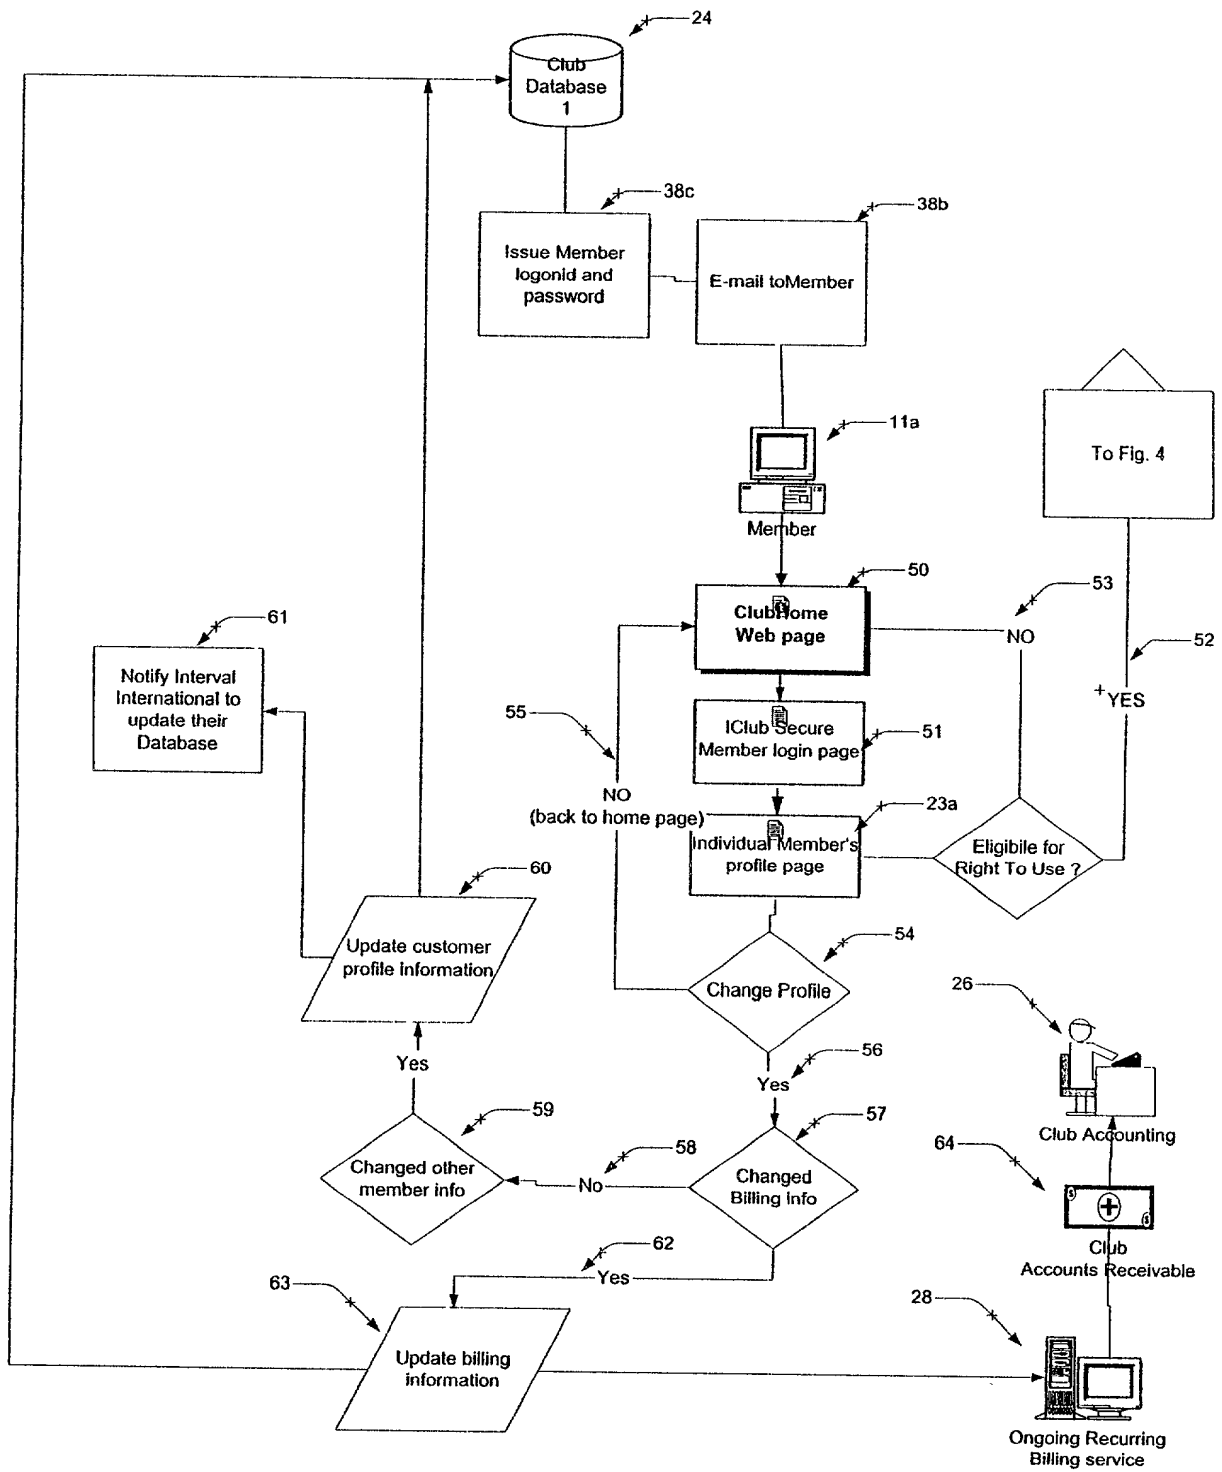 24
Club
Database
1
38c
38b
Issue Member
logonid and
password
E-mail toMember
11a
To Fig. 4
Member
50
53
ClubHome
Web page
NO
52
61
Notify Interval
International to
update their
Database
YES
55
IClub Secure
Member login page
51
NO
(back to home page)
23a
Individual Member's
profile page
Eligibile for
Right To Use ?
60
Update customer
profile information
54
Change Profile
26
Yes
56
Yes
59
57
Club Accounting
58
64
Changed other
member info
No
Changed
Billing Info
62
Club
Accounts Receivable
Yes
63
28
Update billing
information
Ongoing Recurring
Billing service